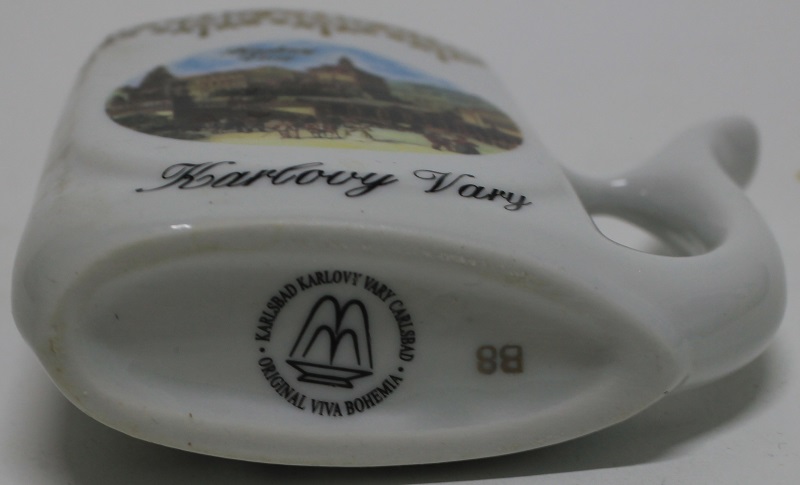 Karlovy Vary
KARLSBAD KARLOVY VARY CARLSBAD
• ORIGINAL VIVA BOHEMIA •
B8